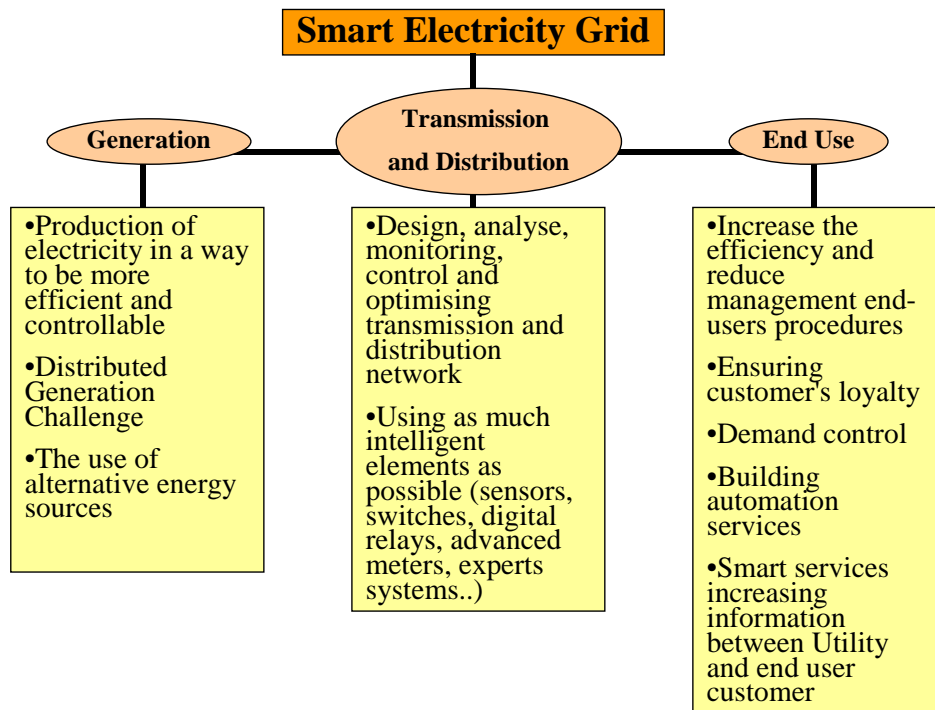 Smart Electricity Grid
Generation
Transmission
and Distribution
End Use
•Production of
electricity in a way
to be more
efficient and
controllable
•Distributed
Generation
Challenge
•The use of
alternative energy
sources
•Design, analyse,
monitoring,
control and
optimising
transmission and
distribution
network
•Using as much
intelligent
elements as
possible (sensors,
switches, digital
relays, advanced
meters, experts
systems..)
•Increase the
efficiency and
reduce
management end-
users procedures
•Ensuring
customer's loyalty
•Demand control
•Building
automation
services
•Smart services
increasing
information
between Utility
and end user
customer